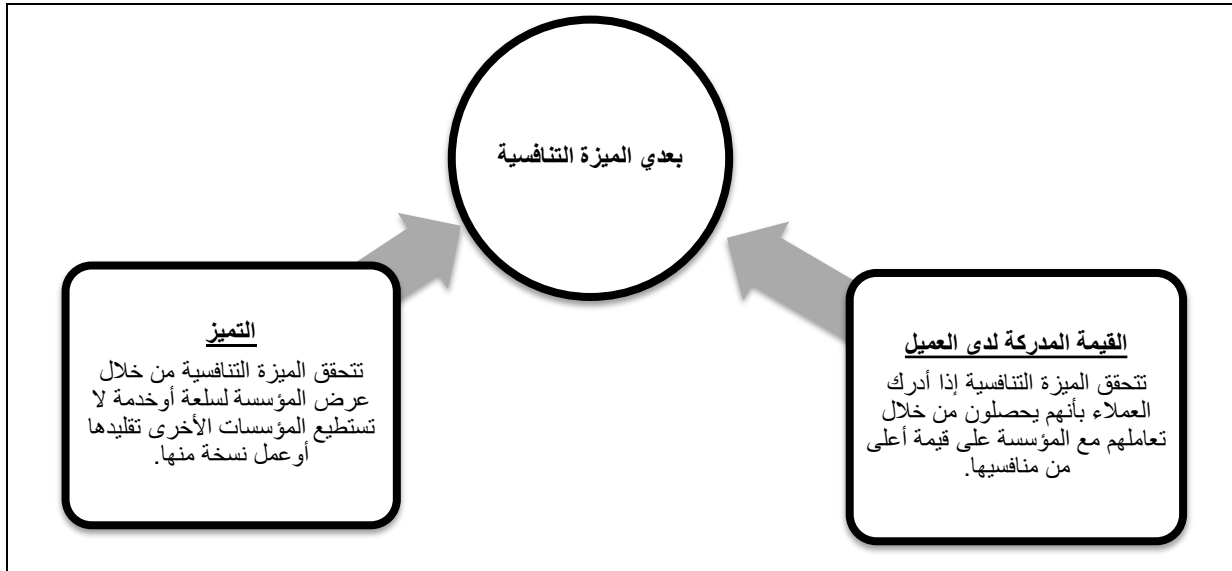 بعدي الميزة التنافسية
القيمة المدركة لدى العميل
تتحقق الميزة التنافسية إذا أدرك
العملاء بأنهم يحصلون من خلال
تعاملهم مع المؤسسة على قيمة أعلى
من منافسيها.
التميز
تتحقق الميزة التنافسية من خلال
عرض المؤسسة لسلعة أوخدمة لا
تستطيع المؤسسات الأخرى تقليدها
أوعمل نسخة منها.